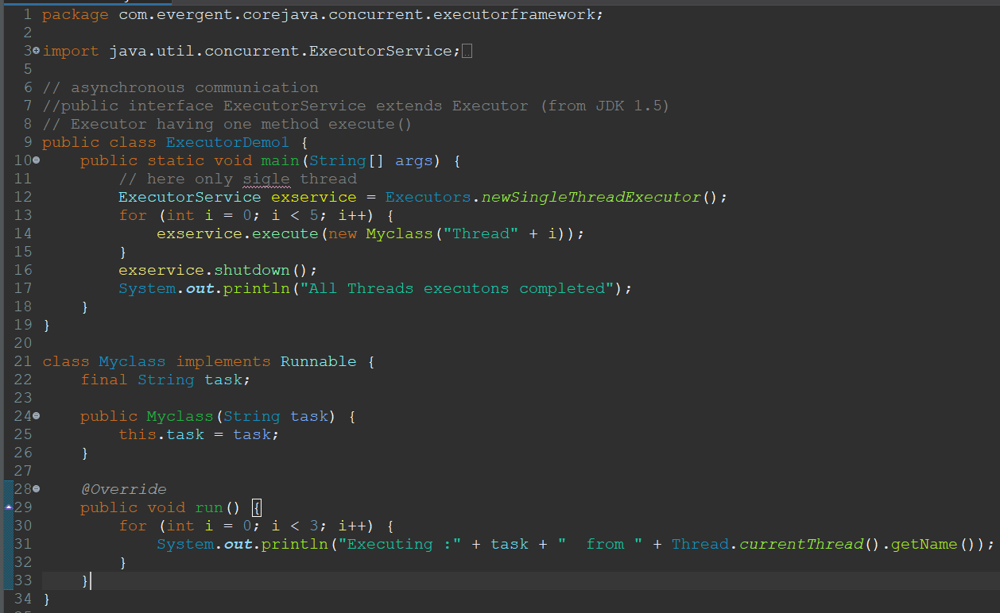 1 package com.evergent.corejava.concurrent.executorframework;
2
3 import java.util.concurrent.ExecutorService;
5
6 // asynchronous communication
7 //public interface ExecutorService extends Executor (from JDK 1.5)
8 // Executor having one method execute()
9 public class ExecutorDemo1 {
10     public static void main(String[] args) {
11         // here only sigle thread
12         ExecutorService exservice = Executors.newSingleThreadExecutor();
13         for (int i = 0; i < 5; i++) {
14             exservice.execute(new Myclass("Thread" + i));
15         }
16         exservice.shutdown();
17         System.out.println("All Threads executons completed");
18     }
19 }
20
21 class Myclass implements Runnable {
22     final String task;
23
24     public Myclass(String task) {
25         this.task = task;
26     }
27
28     @Override
29     public void run() {
30         for (int i = 0; i < 3; i++) {
31             System.out.println("Executing :" + task + "  from " + Thread.currentThread().getName());
32         }
33     }
34 }